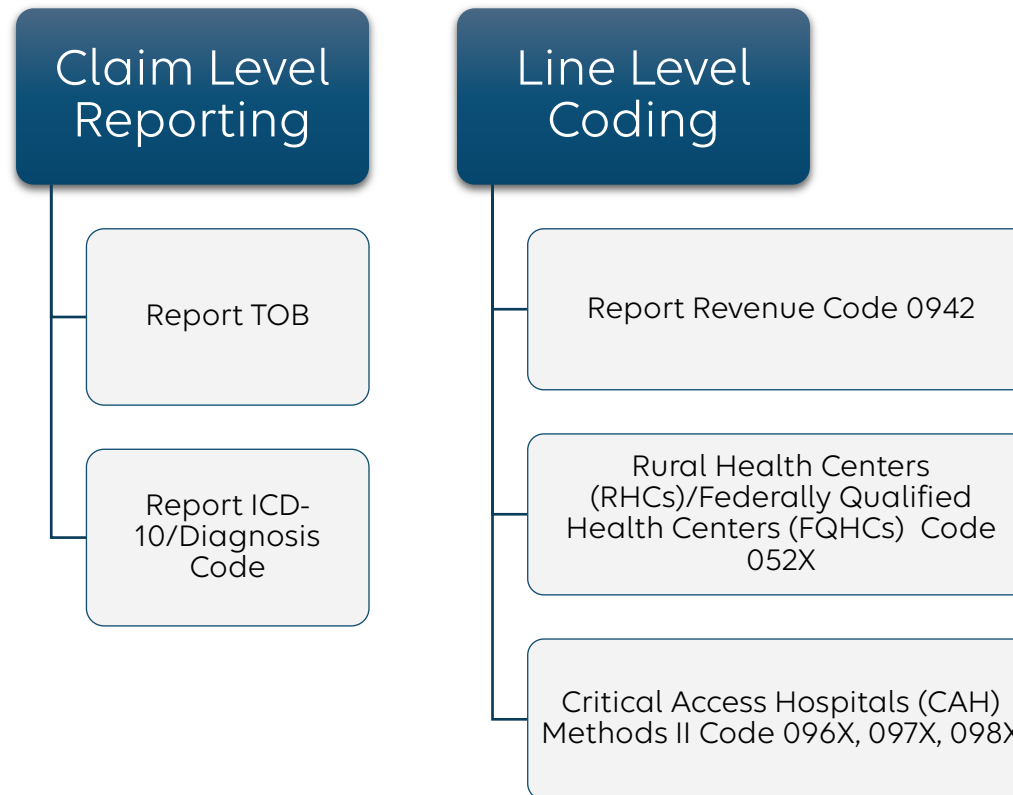 Claim Level
Reporting
Report TOB
Report ICD-
10/Diagnosis
Code
Line Level
Coding
Report Revenue Code 0942
Rural Health Centers
(RHCs)/Federally Qualified
Health Centers (FQHCs) Code
052X
Critical Access Hospitals (CAH)
Methods II Code 096X, 097X, 098X